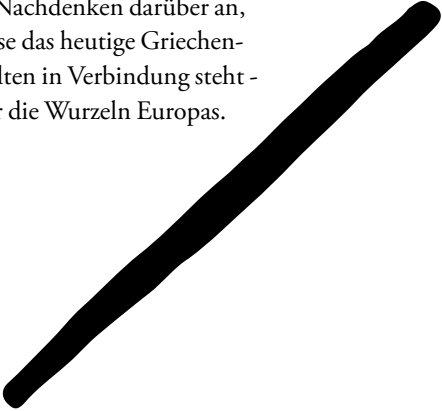 Nachdenken darüber an,
se das heutige Griechen-
lten in Verbindung steht -
r die Wurzeln Europas.